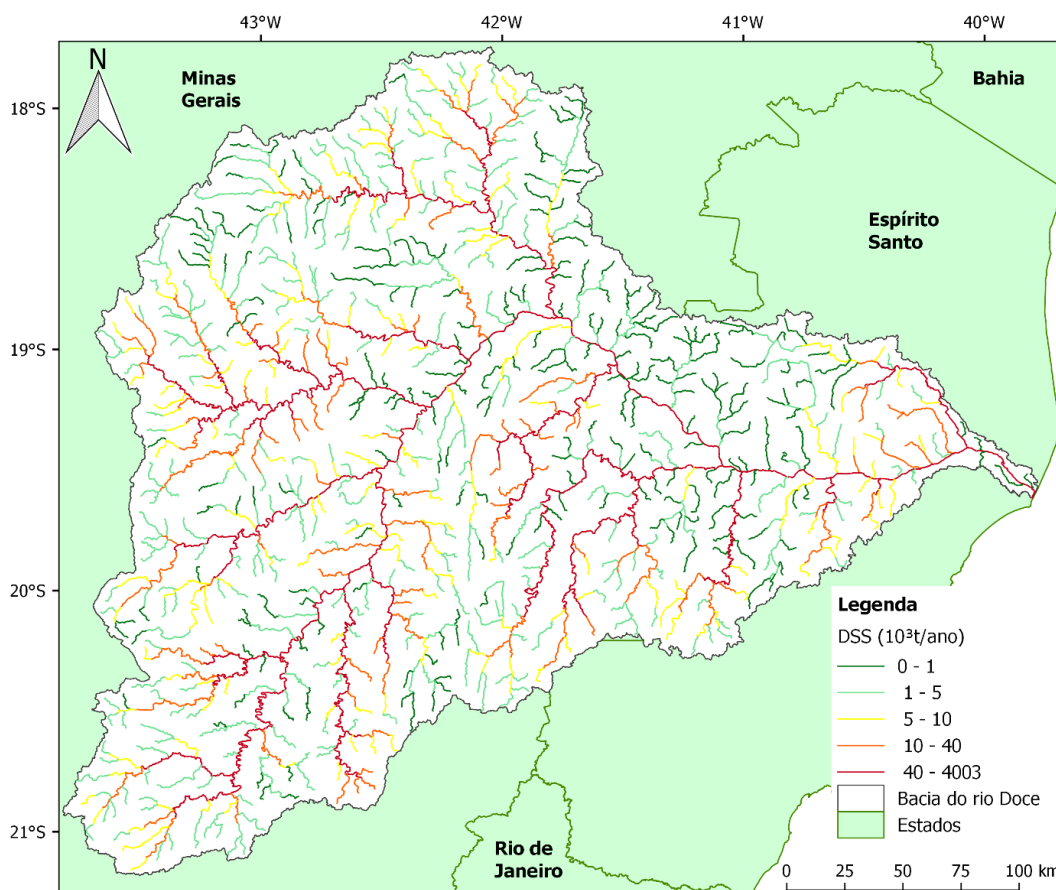 43°W 42°W 41°W 40°W
N
Minas
Gerais
Bahia
18°S
Espírito
Santo
19°S
20°S
21°S
Legenda
DSS (10³t/ano)
0 - 1
1 - 5
5 - 10
10 - 40
40 - 4003
Bacia do rio Doce
Estados
Rio de
Janeiro
0 25 50 75 100 km